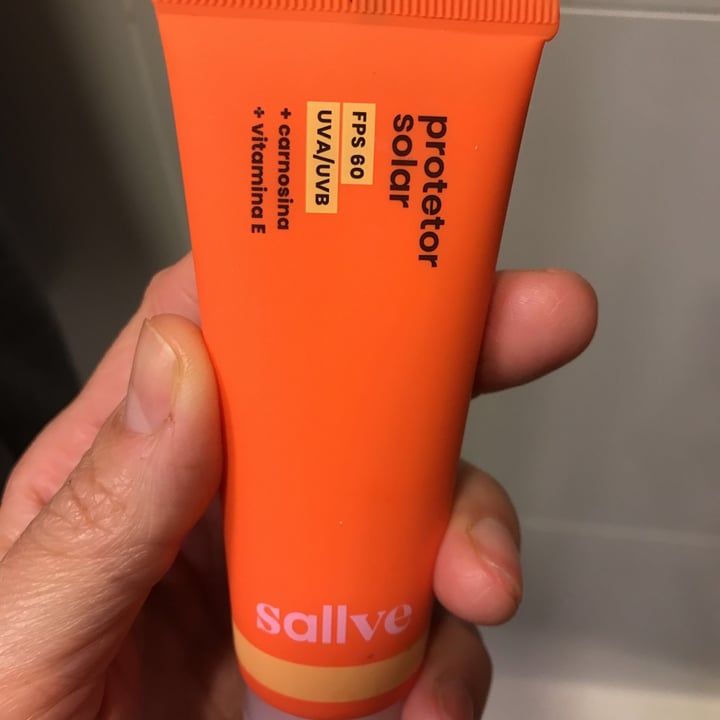 protetor
solar
FPS 60
UVA/UVB
+ carnosina
+ vitamina E
sallve